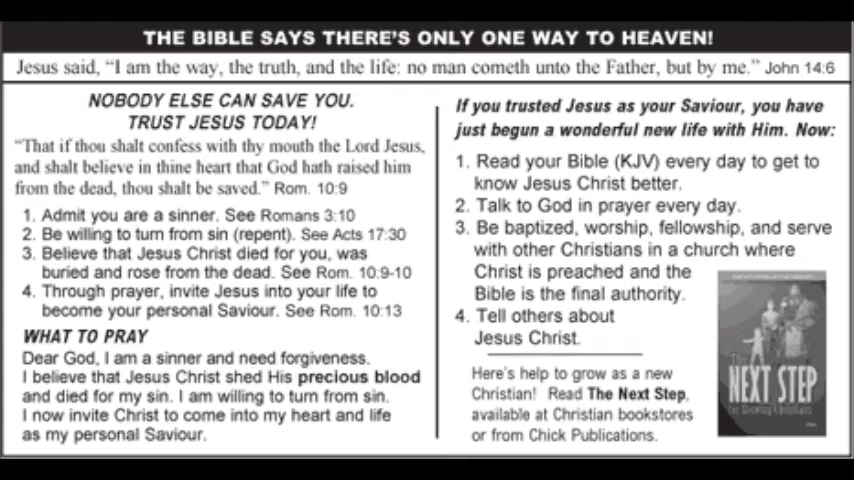 THE BIBLE SAYS THERE'S ONLY ONE WAY TO HEAVEN!
Jesus said, "I am the way, the truth, and the life: no man cometh unto the Father, but by me." John 14:6
NOBODY ELSE CAN SAVE YOU.
TRUST JESUS TODAY!
"That if thou shalt confess with thy mouth the Lord Jesus,
and shalt believe in thine heart that God hath raised him
from the dead, thou shalt be saved." Rom. 10:9
1. Admit you are a sinner. See Romans 3:10
2. Be willing to turn from sin (repent). See Acts 17:30
3. Believe that Jesus Christ died for you, was
buried and rose from the dead. See Rom. 10:9-10
4. Through prayer, invite Jesus into your life to
become your personal Saviour. See Rom. 10:13
WHAT TO PRAY
Dear God, I am a sinner and need forgiveness.
I believe that Jesus Christ shed His precious blood
and died for my sin. I am willing to turn from sin.
I now invite Christ to come into my heart and life
as my personal Saviour.
If you trusted Jesus as your Saviour, you have
just begun a wonderful new life with Him. Now:
1. Read your Bible (KJV) every day to get to
know Jesus Christ better.
2. Talk to God in prayer every day.
3. Be baptized, worship, fellowship, and serve
with other Christians in a church where
Christ is preached and the
Bible is the final authority.
4. Tell others about
Jesus Christ.
Here's help to grow as a new
Christian! Read The Next Step,
available at Christian bookstores
or from Chick Publications.
The
NEXT STEP
for Growing Christians